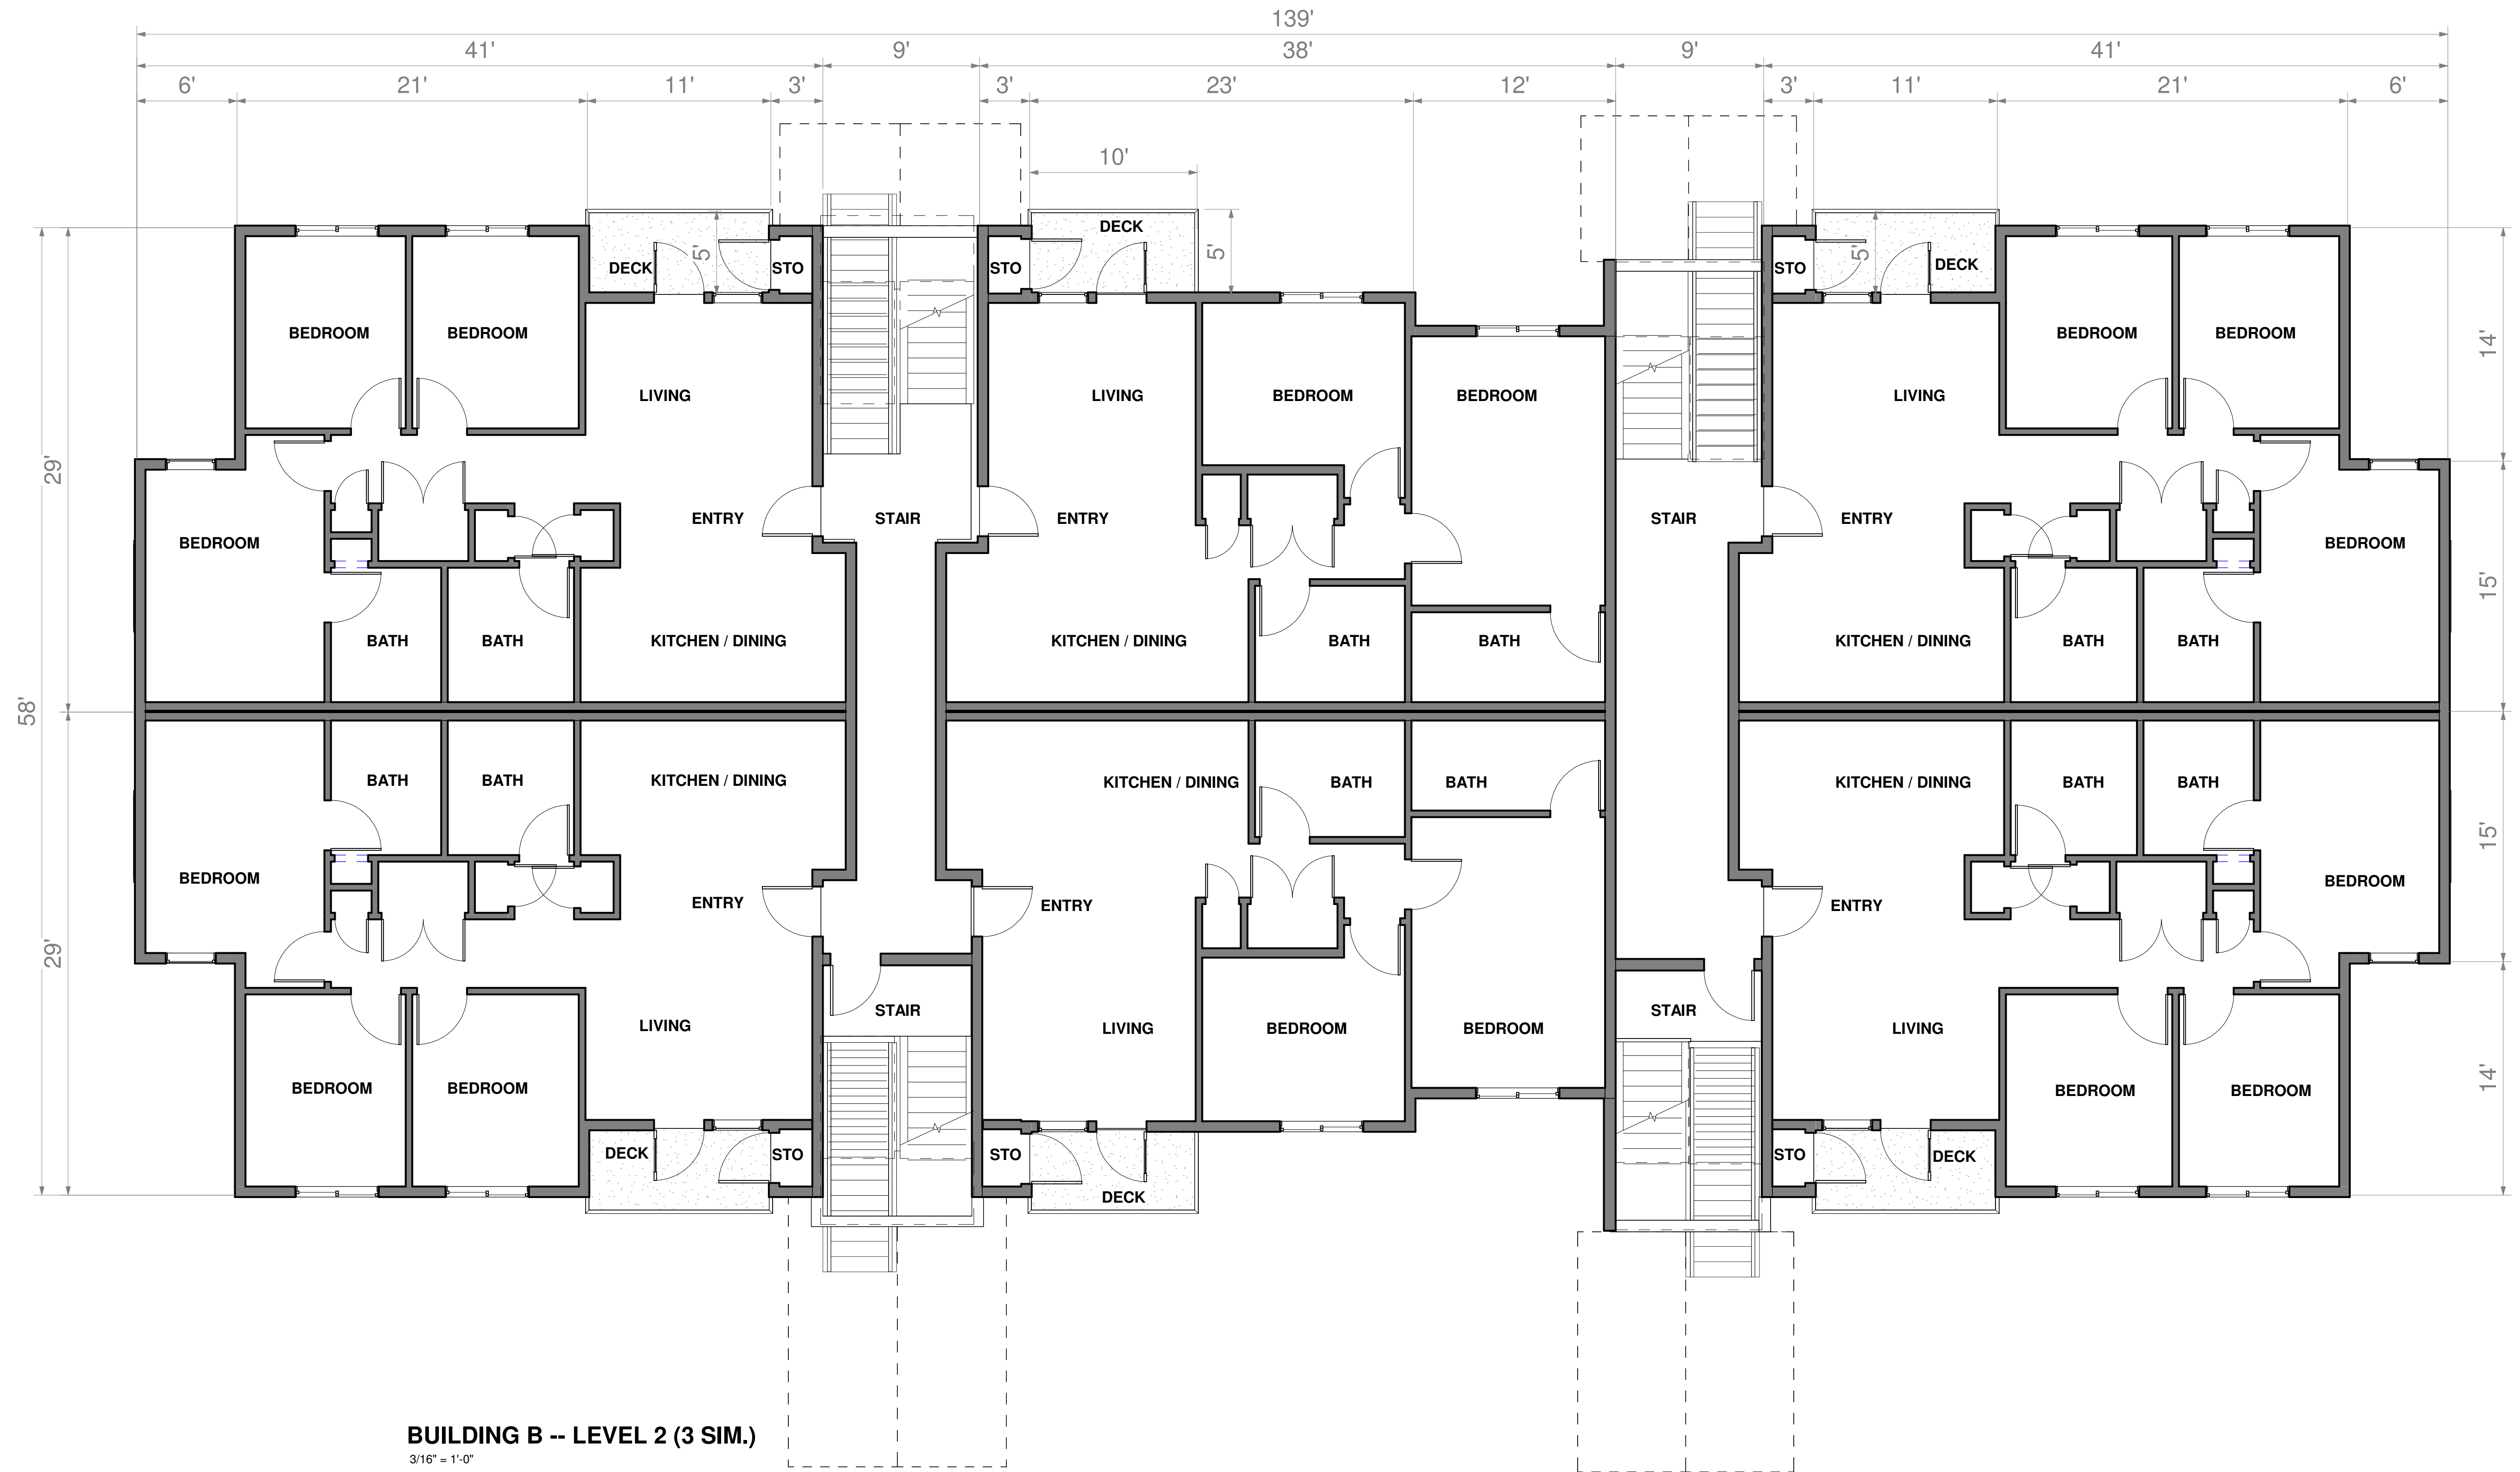 139'
41' 9' 38' 9' 41'
6' 21' 11' 3' 3' 23' 12' 3' 11' 21' 6'
10'
DECK
5' 5' 5'
DECK STO STO STO DECK
BEDROOM BEDROOM BEDROOM BEDROOM
14'
LIVING LIVING BEDROOM BEDROOM LIVING
29'
ENTRY STAIR ENTRY STAIR ENTRY
BEDROOM BEDROOM
15'
BATH BATH KITCHEN / DINING KITCHEN / DINING BATH BATH KITCHEN / DINING BATH BATH
58'
BATH BATH KITCHEN / DINING KITCHEN / DINING BATH BATH KITCHEN / DINING BATH BATH
15'
BEDROOM BEDROOM
ENTRY ENTRY ENTRY
29'
STAIR STAIR
LIVING LIVING BEDROOM BEDROOM LIVING
14'
BEDROOM BEDROOM BEDROOM BEDROOM
DECK STO STO STO DECK
DECK
BUILDING B -- LEVEL 2 (3 SIM.)
3/16" = 1'-0"